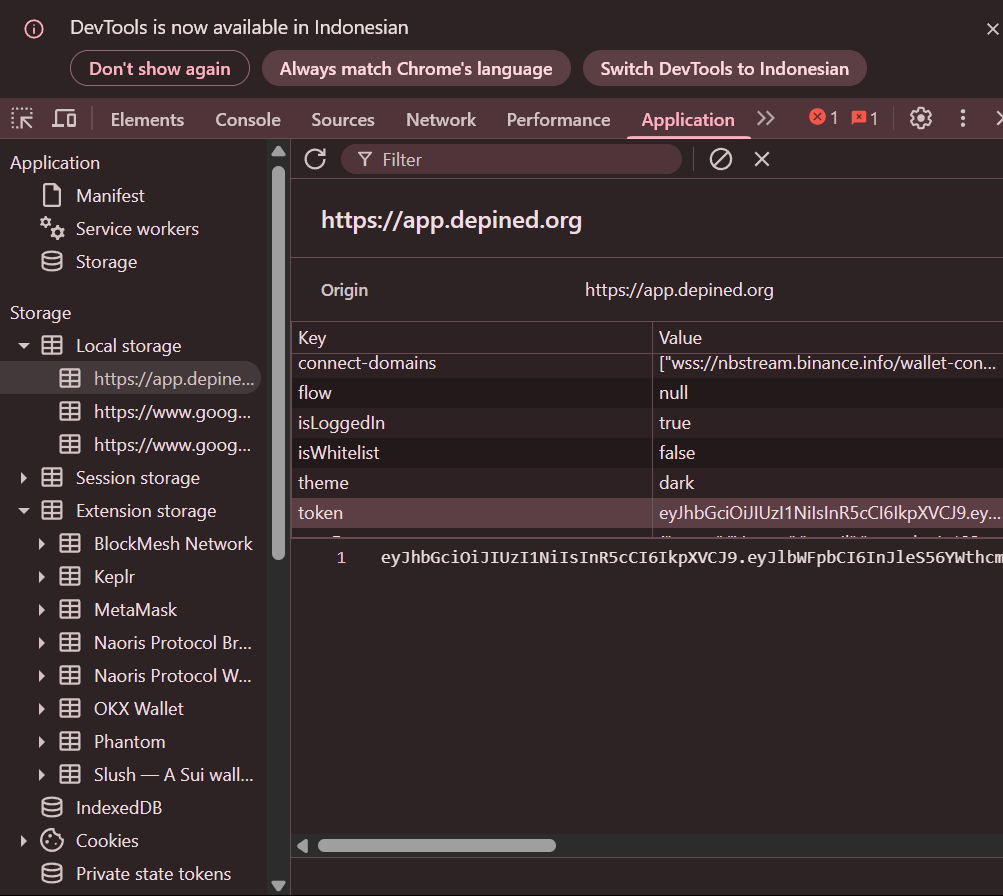 DevTools is now available in Indonesian
Don't show again
Always match Chrome's language
Switch DevTools to Indonesian
Elements
Console
Sources
Network
Performance
Application
1
1
Application
Manifest
Service workers
Storage
Storage
Local storage
https://app.depine...
https://www.goog...
https://www.goog...
Session storage
Extension storage
BlockMesh Network
Keplr
MetaMask
Naoris Protocol Br...
Naoris Protocol W...
OKX Wallet
Phantom
Slush — A Sui wall...
IndexedDB
Cookies
Private state tokens
Filter
https://app.depined.org
Origin https://app.depined.org
Key Value
connect-domains ["wss://nbstream.binance.info/wallet-con...
flow null
isLoggedIn true
isWhitelist false
theme dark
token eyJhbGciOiJIUzI1NiIsInR5cCI6IkpXVCJ9.ey...
1 eyJhbGciOiJIUzI1NiIsInR5cCI6IkpXVCJ9.eyJlbWFpbCI6InJleS56YWthcm